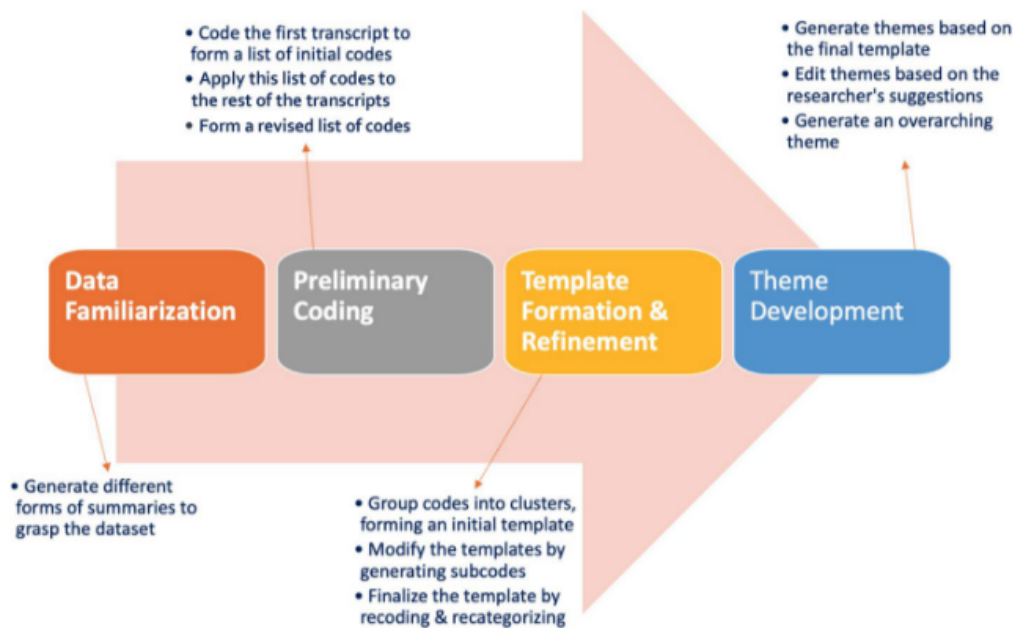 • Code the first transcript to
form a list of initial codes
• Apply this list of codes to
the rest of the transcripts
• Form a revised list of codes
• Generate themes based on
the final template
• Edit themes based on the
researcher's suggestions
• Generate an overarching
theme
Data
Familiarization
Preliminary
Coding
Template
Formation &
Refinement
Theme
Development
• Generate different
forms of summaries to
grasp the dataset
• Group codes into clusters,
forming an initial template
• Modify the templates by
generating subcodes
• Finalize the template by
recoding & recategorizing